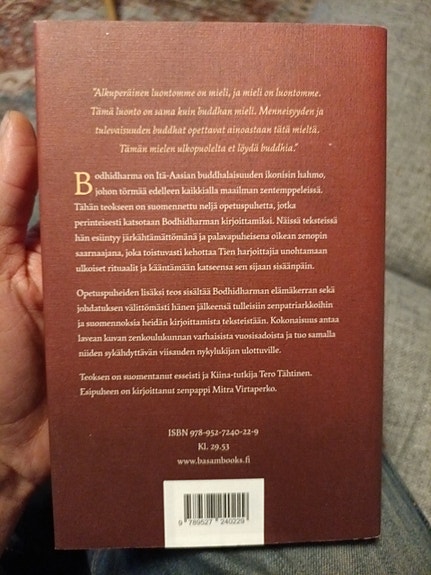 "Alkuperäinen luontomme on mieli, ja mieli on luontomme.
Tämä luonto on sama kuin buddhan mieli. Menneisyyden ja
tulevaisuuden buddhat opettavat ainoastaan tätä mieltä.
Tämän mielen ulkopuolelta et löydä buddhia."
Bodhidharma on Itä-Aasian buddhalaisuuden ikonisin hahmo,
johon törmää edelleen kaikkialla maailman zentemppeleissä.
Tähän teokseen on suomennettu neljä opetuspuhetta, jotka
perinteisesti katsotaan Bodhidharman kirjoittamiksi. Näissä teksteissä
hän esiintyy järkähtämättömänä ja palavapuheisena oikean zenopin
saarnaajana, joka toistuvasti kehottaa Tien harjoittajia unohtamaan
ulkoiset rituaalit ja kääntämään katseensa sen sijaan sisäänpäin.
Opetuspuheiden lisäksi teos sisältää Bodhidharman elämäkerran sekä
johdatuksen välittömästi hänen jälkeensä tulleisiin zenpatriarkkoihin
ja suomennoksia heidän kirjoittamista teksteistään. Kokonaisuus antaa
lavean kuvan zenkoulukunnan varhaisista vuosisadoista ja tuo samalla
niiden sykähdyttävän viisauden nykylukijan ulottuville.
Teoksen on suomentanut esseisti ja Kiina-tutkija Tero Tähtinen.
Esipuheen on kirjoittanut zenpappi Mitra Virtaperko.
ISBN 978-952-7240-22-9
Kl. 29.53
www.basambooks.fi
9 789527 240229